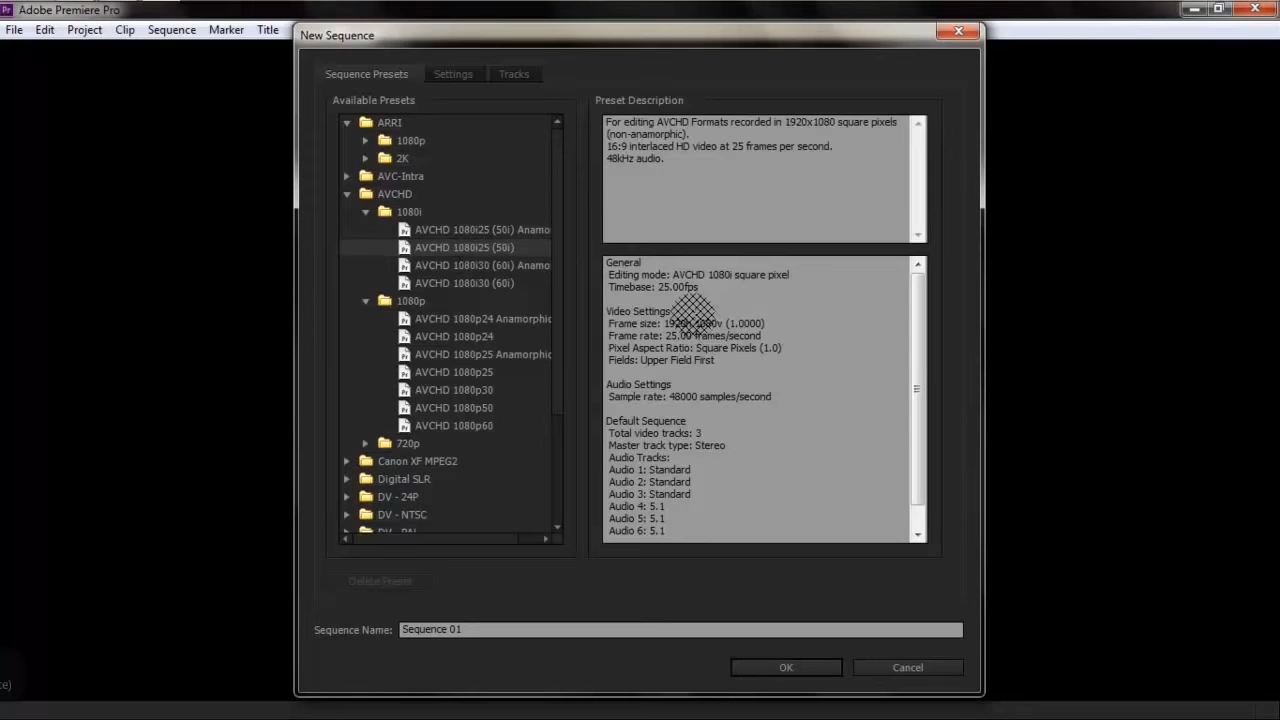 Pr Adobe Premiere Pro
File Edit Project Clip Sequence Marker Title
New Sequence
Sequence Presets Settings Tracks
Available Presets
ARRI
1080p
2K
AVC-Intra
AVCHD
1080i
AVCHD 1080i25 (50i) Anamo
AVCHD 1080i25 (50i)
AVCHD 1080i30 (60i) Anamo
AVCHD 1080i30 (60i)
1080p
AVCHD 1080p24 Anamorphic
AVCHD 1080p24
AVCHD 1080p25 Anamorphic
AVCHD 1080p25
AVCHD 1080p30
AVCHD 1080p50
AVCHD 1080p60
720p
Canon XF MPEG2
Digital SLR
DV - 24P
DV - NTSC
DV - PAL
Delete Preset
Preset Description
For editing AVCHD Formats recorded in 1920x1080 square pixels
(non-anamorphic).
16:9 interlaced HD video at 25 frames per second.
48kHz audio.
General
Editing mode: AVCHD 1080i square pixel
Timebase: 25.00fps
Video Settings
Frame size: 1920h 1080v (1.0000)
Frame rate: 25.00 frames/second
Pixel Aspect Ratio: Square Pixels (1.0)
Fields: Upper Field First
Audio Settings
Sample rate: 48000 samples/second
Default Sequence
Total video tracks: 3
Master track type: Stereo
Audio Tracks:
Audio 1: Standard
Audio 2: Standard
Audio 3: Standard
Audio 4: 5.1
Audio 5: 5.1
Audio 6: 5.1
Sequence Name: Sequence 01
OK Cancel